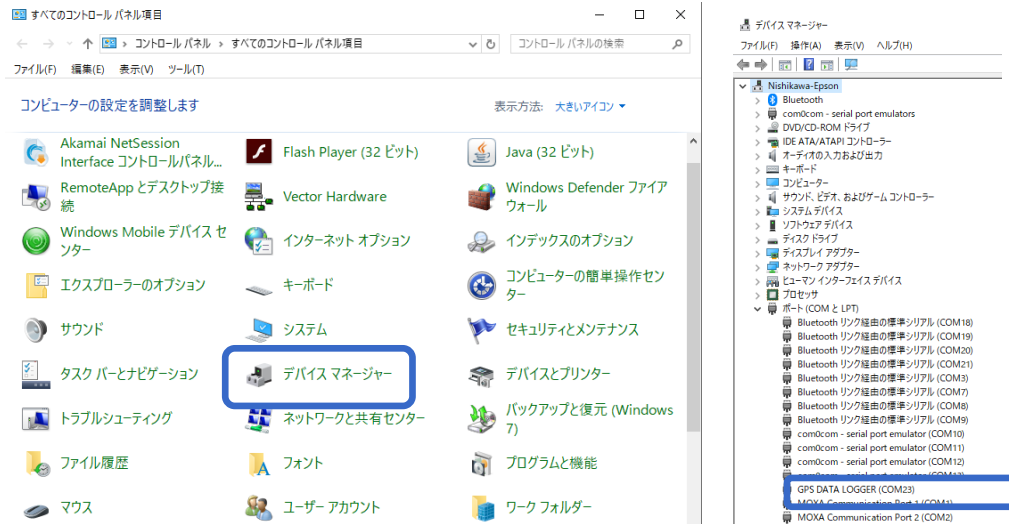 すべてのコントロール パネル項目
コントロール パネル › すべてのコントロール パネル項目
コントロール パネルの検索
ファイル(F) 編集(E) 表示(V) ツール(T)
コンピューターの設定を調整します
表示方法: 大きいアイコン
Akamai NetSession
Interface コントロールパネル...
Flash Player (32 ビット)
Java (32 ビット)
RemoteApp とデスクトップ接
続
Vector Hardware
Windows Defender ファイア
ウォール
Windows Mobile デバイス セ
ンター
インターネット オプション
インデックスのオプション
エクスプローラーのオプション
キーボード
コンピューターの簡単操作セン
ター
サウンド
システム
セキュリティとメンテナンス
タスク バーとナビゲーション
デバイス マネージャー
デバイスとプリンター
トラブルシューティング
ネットワークと共有センター
バックアップと復元 (Windows
7)
ファイル履歴
フォント
プログラムと機能
マウス
ユーザー アカウント
ワーク フォルダー
デバイス マネージャー
ファイル(F) 操作(A) 表示(V) ヘルプ(H)
Nishikawa-Epson
Bluetooth
com0com - serial port emulators
DVD/CD-ROM ドライブ
IDE ATA/ATAPI コントローラー
オーディオの入力および出力
キーボード
コンピューター
サウンド、ビデオ、およびゲーム コントローラー
システム デバイス
ソフトウェア デバイス
ディスク ドライブ
ディスプレイ アダプター
ネットワーク アダプター
ヒューマン インターフェイス デバイス
プロセッサ
ポート (COM と LPT)
Bluetooth リンク経由の標準シリアル (COM18)
Bluetooth リンク経由の標準シリアル (COM19)
Bluetooth リンク経由の標準シリアル (COM20)
Bluetooth リンク経由の標準シリアル (COM21)
Bluetooth リンク経由の標準シリアル (COM3)
Bluetooth リンク経由の標準シリアル (COM7)
Bluetooth リンク経由の標準シリアル (COM8)
Bluetooth リンク経由の標準シリアル (COM9)
com0com - serial port emulator (COM10)
com0com - serial port emulator (COM11)
com0com - serial port emulator (COM12)
GPS DATA LOGGER (COM23)
MOXA Communication Port 1 (COM1)
MOXA Communication Port 2 (COM2)